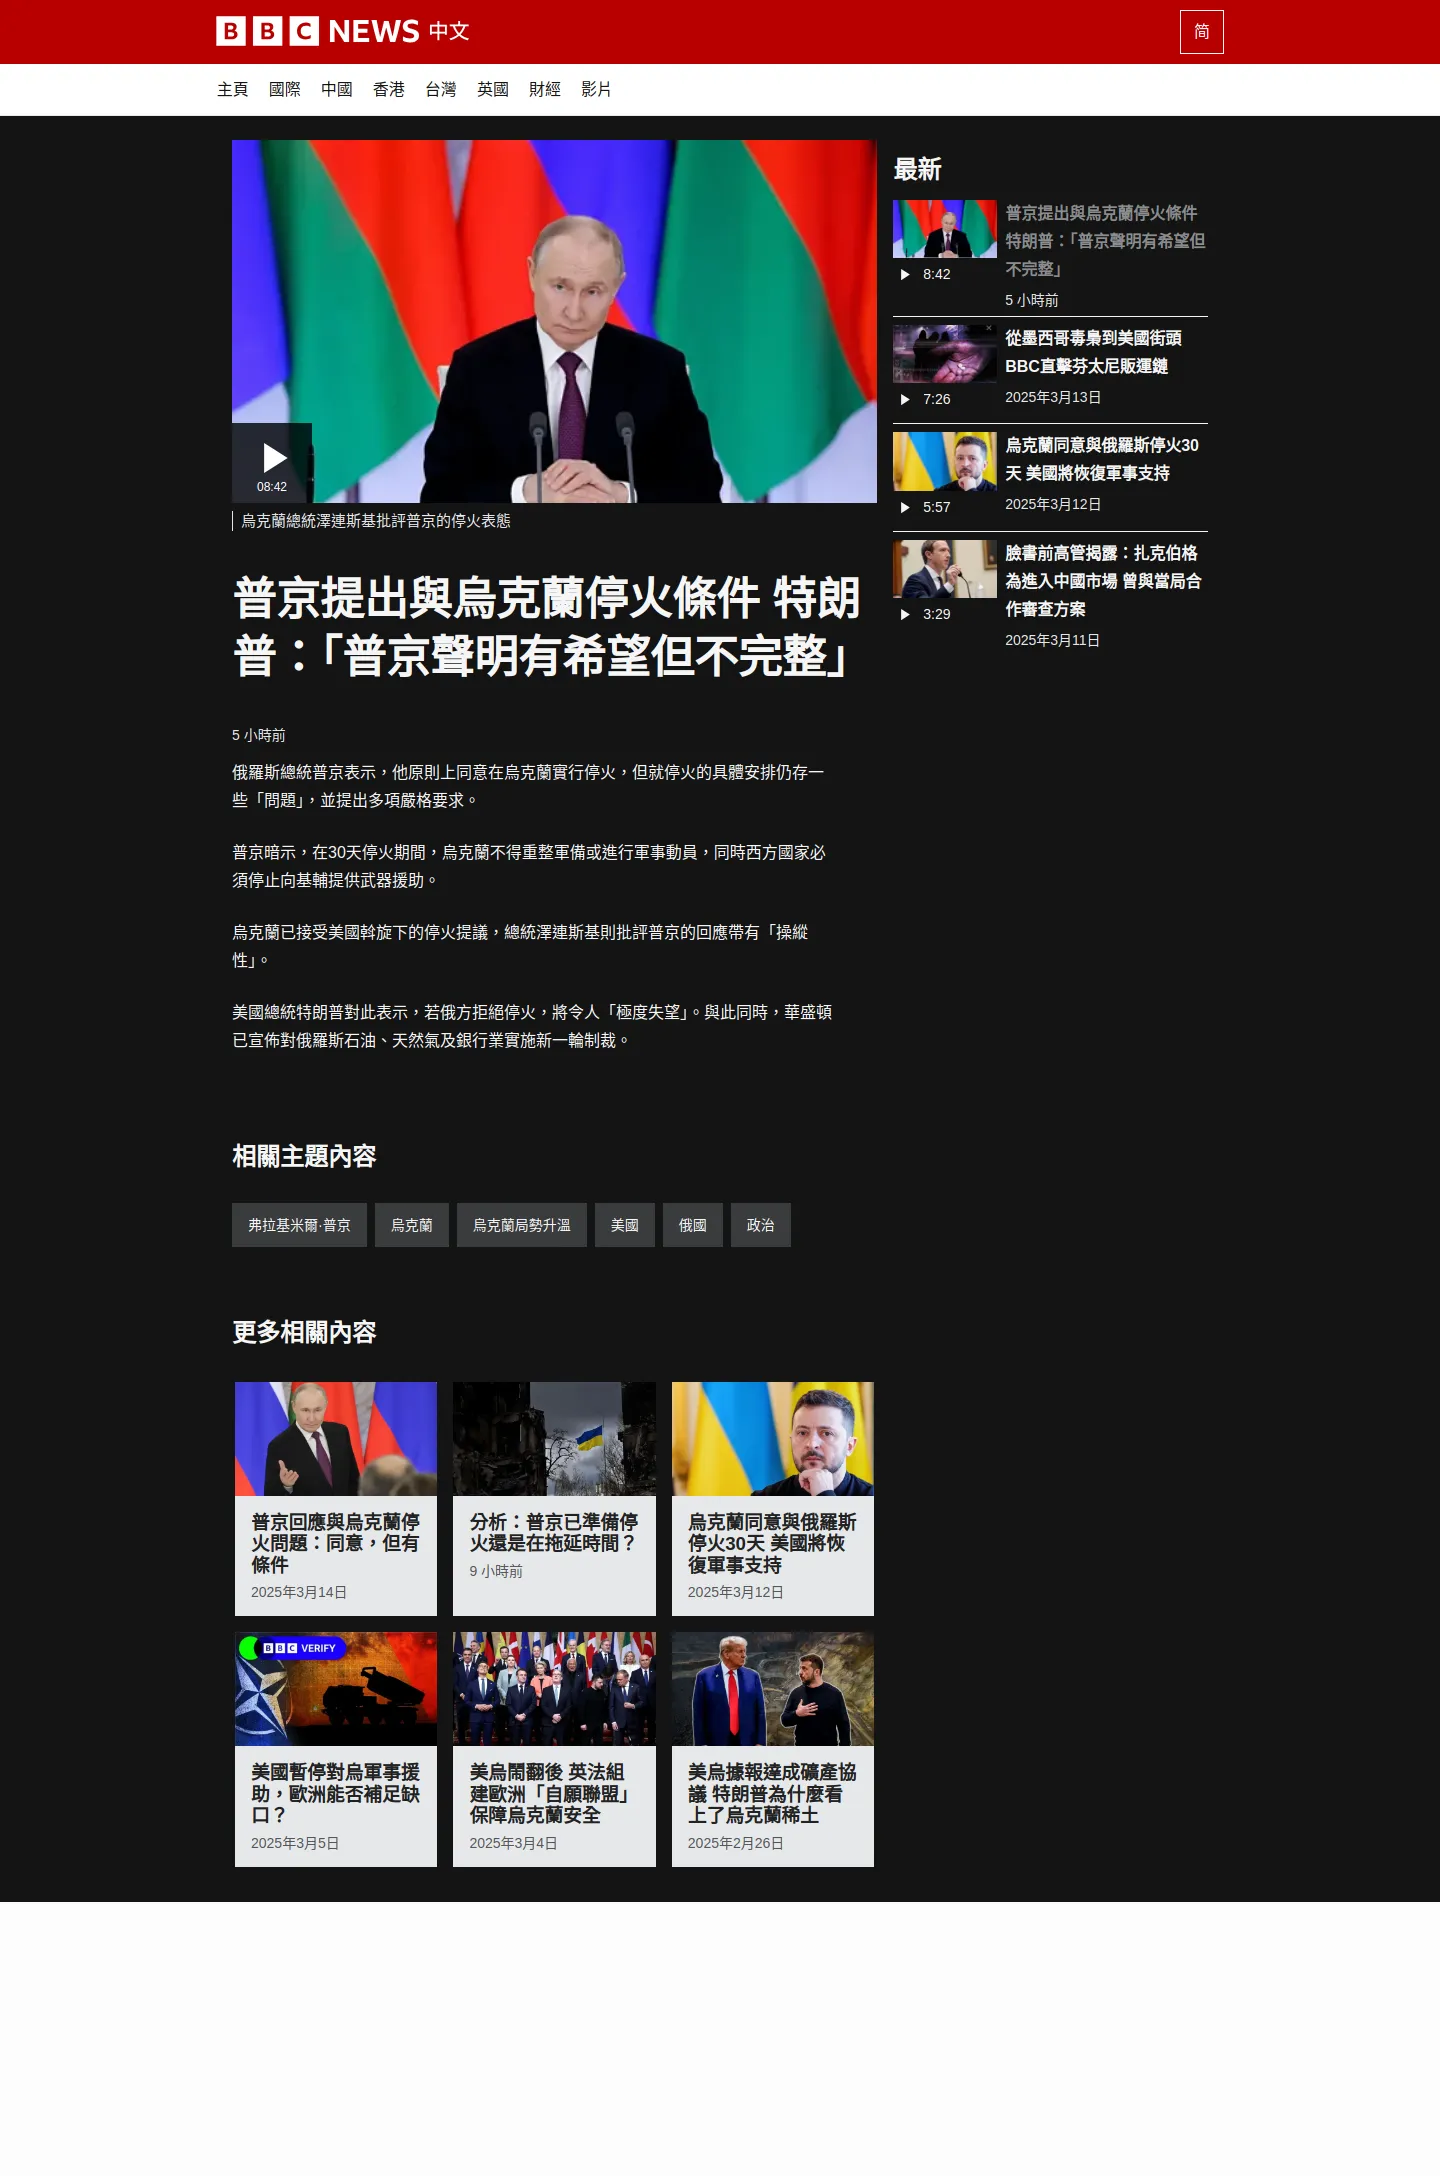 BBC NEWS 中文
简
主頁 國際 中國 香港 台灣 英國 財經 影片
08:42
烏克蘭總統澤連斯基批評普京的停火表態
普京提出與烏克蘭停火條件 特朗
普：「普京聲明有希望但不完整」
5 小時前
俄羅斯總統普京表示，他原則上同意在烏克蘭實行停火，但就停火的具體安排仍存一
些「問題」，並提出多項嚴格要求。
普京暗示，在30天停火期間，烏克蘭不得重整軍備或進行軍事動員，同時西方國家必
須停止向基輔提供武器援助。
烏克蘭已接受美國斡旋下的停火提議，總統澤連斯基則批評普京的回應帶有「操縱
性」。
美國總統特朗普對此表示，若俄方拒絕停火，將令人「極度失望」。與此同時，華盛頓
已宣佈對俄羅斯石油、天然氣及銀行業實施新一輪制裁。
最新
普京提出與烏克蘭停火條件
特朗普：「普京聲明有希望但
不完整」
8:42
5 小時前
從墨西哥毒梟到美國街頭
BBC直擊芬太尼販運鏈
7:26
2025年3月13日
烏克蘭同意與俄羅斯停火30
天 美國將恢復軍事支持
5:57
2025年3月12日
臉書前高管揭露：扎克伯格
為進入中國市場 曾與當局合
作審查方案
3:29
2025年3月11日
相關主題內容
弗拉基米爾·普京 烏克蘭 烏克蘭局勢升溫 美國 俄國 政治
更多相關內容
普京回應與烏克蘭停
火問題：同意，但有
條件
2025年3月14日
分析：普京已準備停
火還是在拖延時間？
9 小時前
烏克蘭同意與俄羅斯
停火30天 美國將恢
復軍事支持
2025年3月12日
BBC VERIFY
美國暫停對烏軍事援
助，歐洲能否補足缺
口？
2025年3月5日
美烏鬧翻後 英法組
建歐洲「自願聯盟」
保障烏克蘭安全
2025年3月4日
美烏據報達成礦產協
議 特朗普為什麼看
上了烏克蘭稀土
2025年2月26日